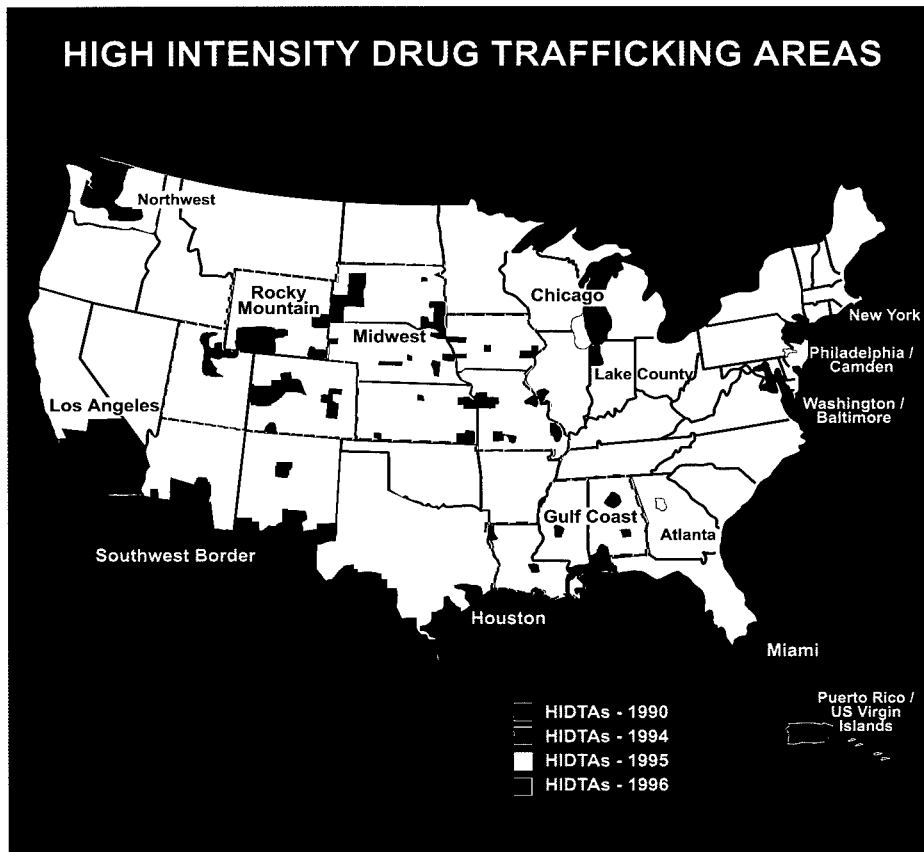 HIGH INTENSITY DRUG TRAFFICKING AREAS
Northwest
Rocky
Mountain
Midwest
Chicago
New York
Lake County
Philadelphia /
Camden
Los Angeles
Washington /
Baltimore
Gulf Coast
Atlanta
Southwest Border
Houston
Miami
Puerto Rico /
US Virgin
Islands
HIDTAs - 1990
HIDTAs - 1994
HIDTAs - 1995
HIDTAs - 1996